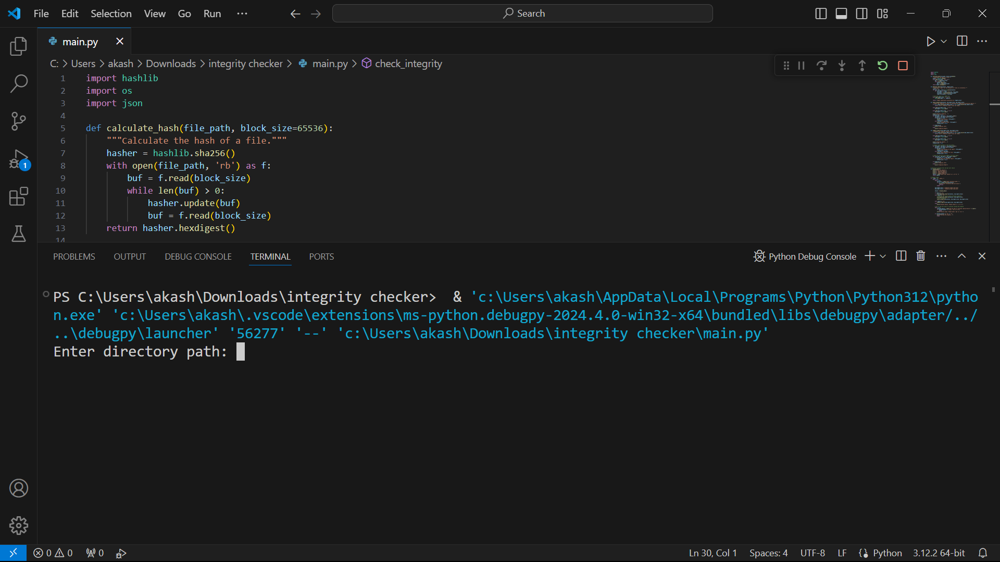 File Edit Selection View Go Run ··· Search
main.py
C: > Users > akash > Downloads > integrity checker > main.py > check_integrity
1 import hashlib
2 import os
3 import json
4
5 def calculate_hash(file_path, block_size=65536):
6 """Calculate the hash of a file."""
7 hasher = hashlib.sha256()
8 with open(file_path, 'rb') as f:
9 buf = f.read(block_size)
10 while len(buf) > 0:
11 hasher.update(buf)
12 buf = f.read(block_size)
13 return hasher.hexdigest()
14
1
PROBLEMS OUTPUT DEBUG CONSOLE TERMINAL PORTS Python Debug Console
PS C:\Users\akash\Downloads\integrity checker> & 'c:\Users\akash\AppData\Local\Programs\Python\Python312\pytho
n.exe' 'c:\Users\akash\.vscode\extensions\ms-python.debugpy-2024.4.0-win32-x64\bundled\libs\debugpy\adapter/../
..\debugpy\launcher' '56277' '--' 'c:\Users\akash\Downloads\integrity checker\main.py'
Enter directory path:
0 0 0 Ln 30, Col 1 Spaces: 4 UTF-8 LF {} Python 3.12.2 64-bit